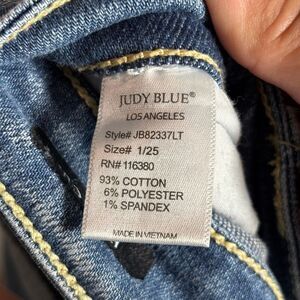 JUDY BLUE®
LOS ANGELES
Style# JB82337LT
Size# 1/25
RN# 116380
93% COTTON
6% POLYESTER
1% SPANDEX
MADE IN VIETNAM